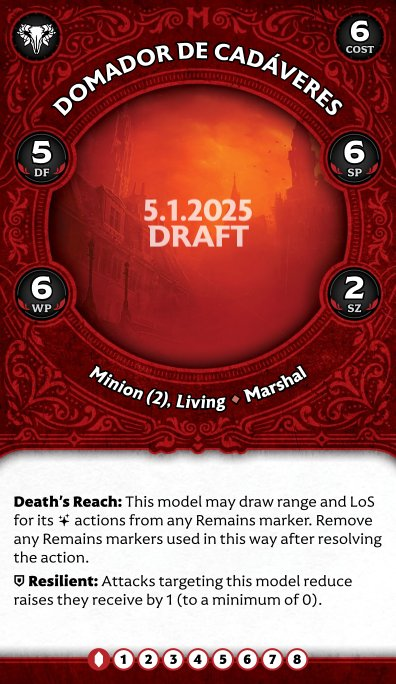 M
6
COST
DOMADOR DE CADÁVERES
5
DF
6
SP
5.1.2025
DRAFT
6
WP
2
SZ
Minion (2), Living ♦ Marshal
Death's Reach: This model may draw range and LoS
for its actions from any Remains marker. Remove
any Remains markers used in this way after resolving
the action.
Resilient: Attacks targeting this model reduce
raises they receive by 1 (to a minimum of 0).
1 2 3 4 5 6 7 8